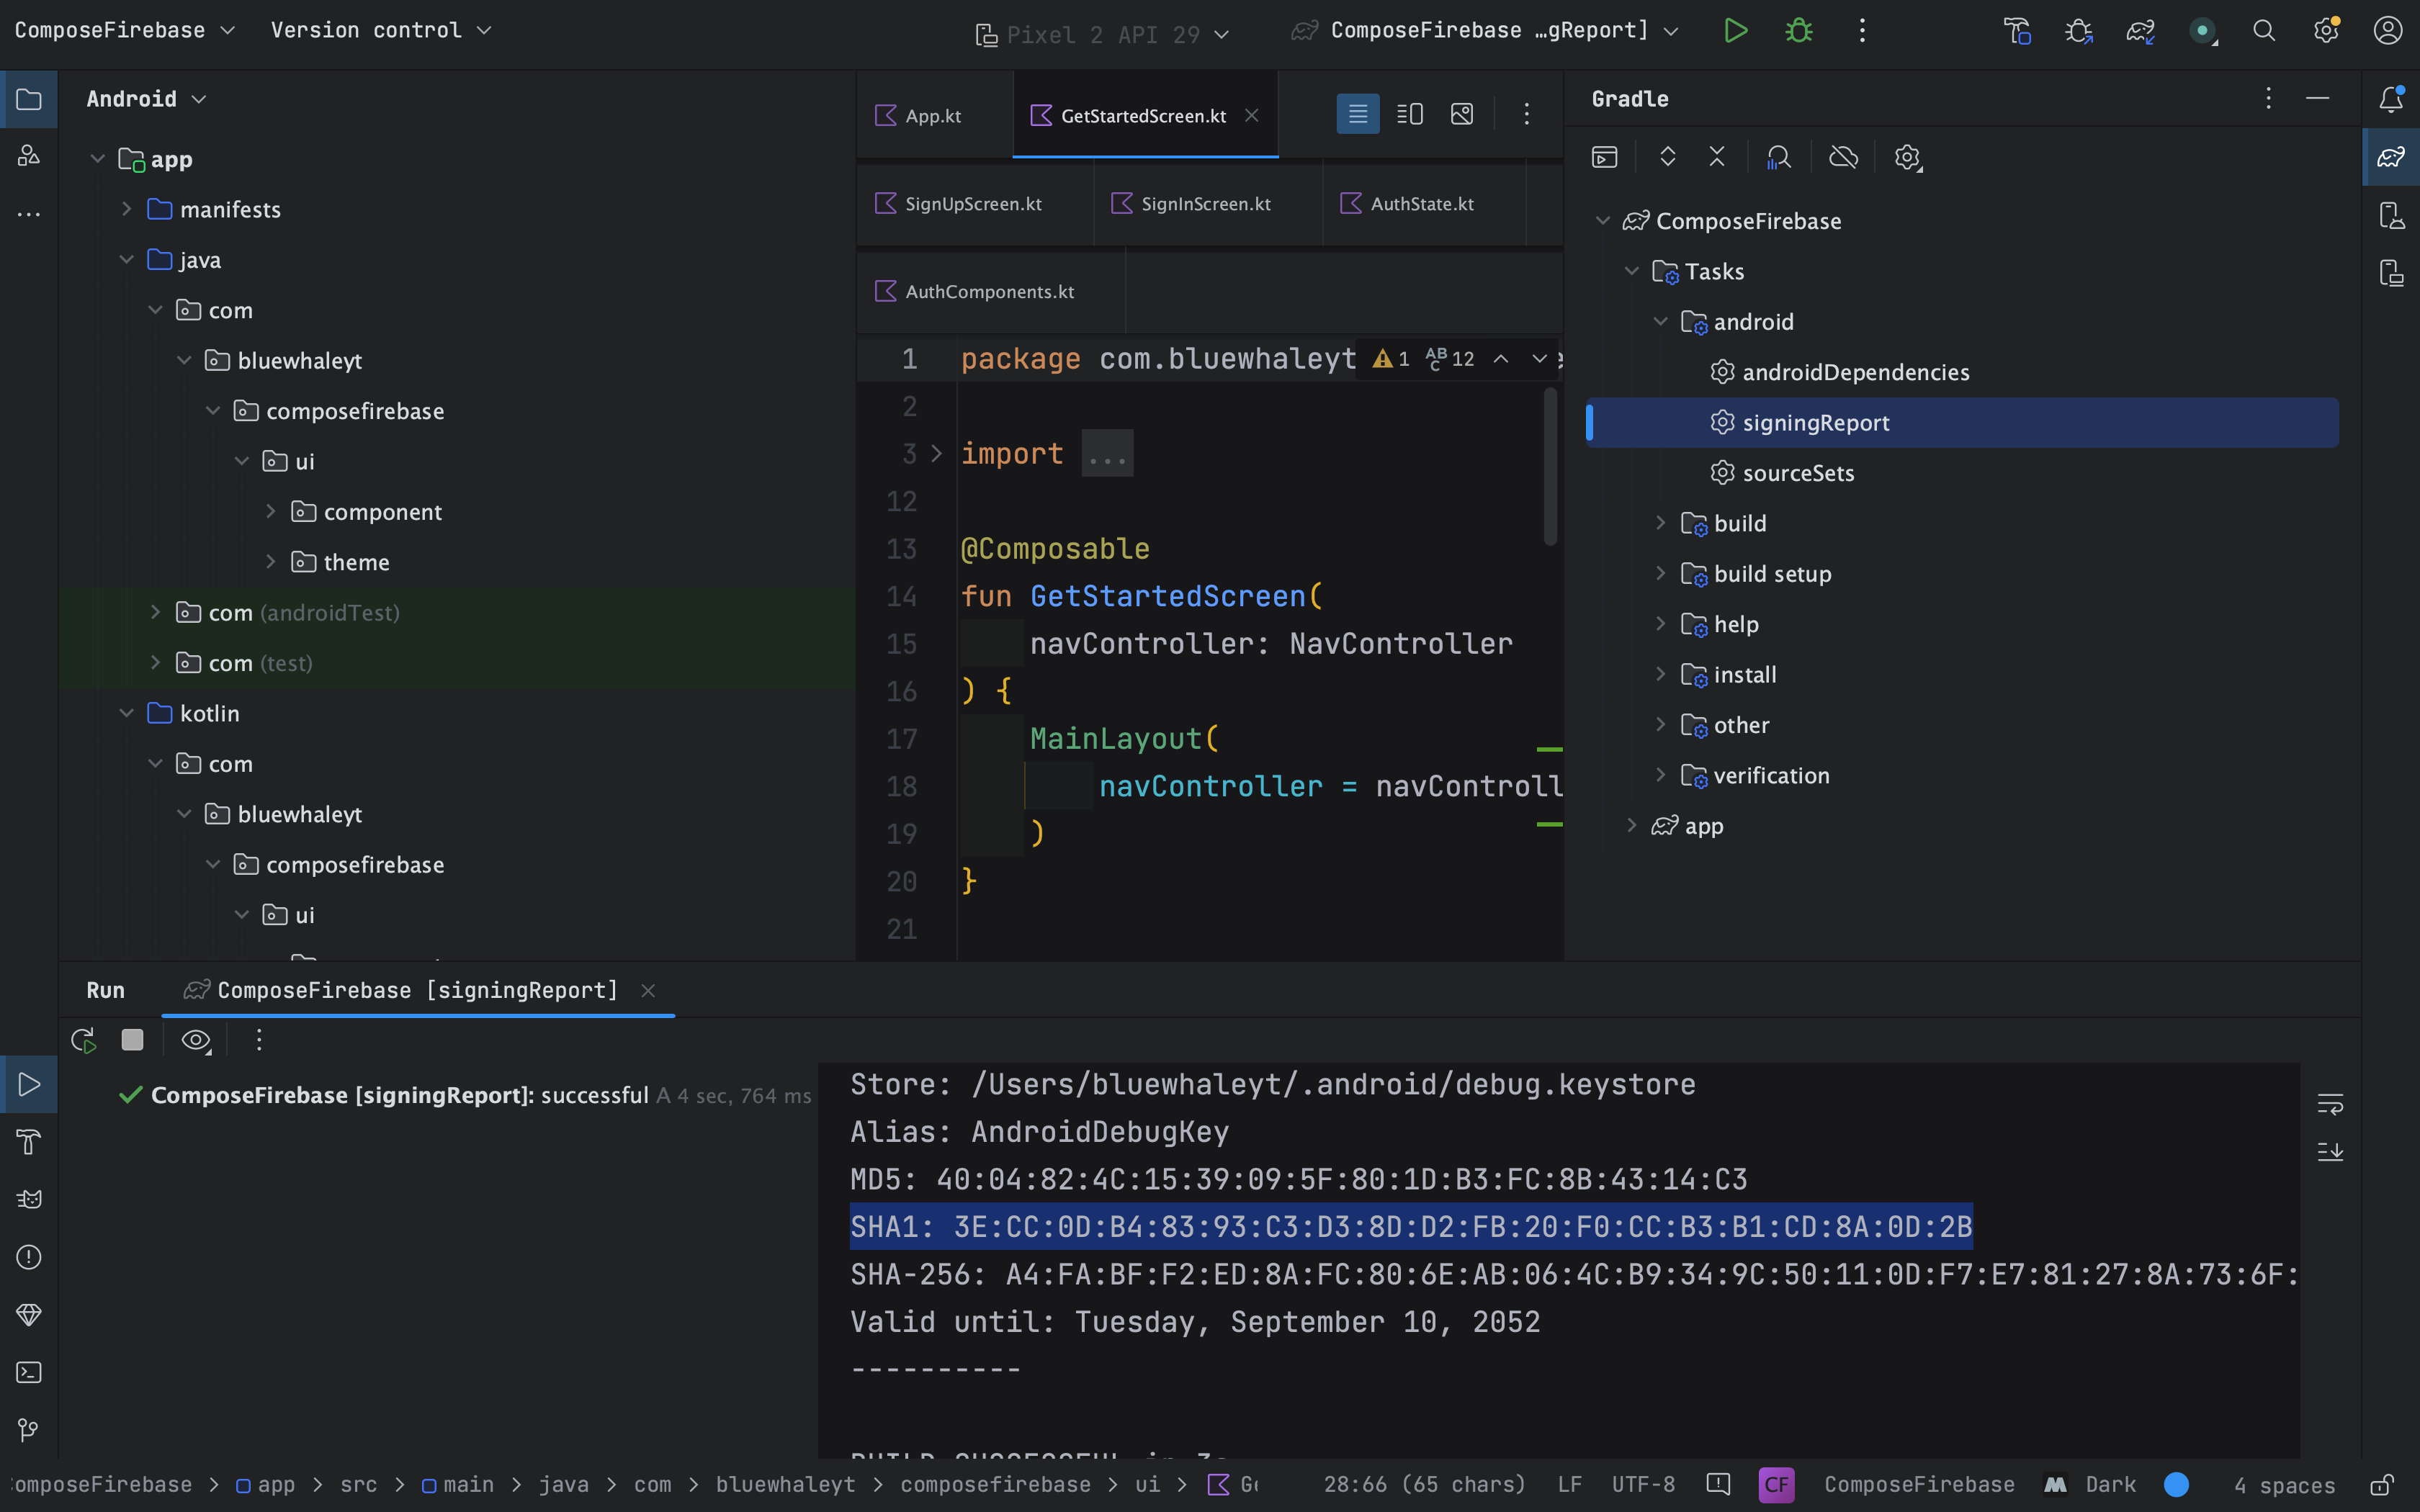 ComposeFirebase
Version control
Pixel 2 API 29
ComposeFirebase ...gReport]
Android
app
manifests
java
com
bluewhaleyt
composefirebase
ui
component
theme
com (androidTest)
com (test)
kotlin
com
bluewhaleyt
composefirebase
ui
App.kt
GetStartedScreen.kt
SignUpScreen.kt
SignInScreen.kt
AuthState.kt
AuthComponents.kt
1 package com.bluewhaleyt
1
12
2
3 import ...
12
13 @Composable
14 fun GetStartedScreen(
15 navController: NavController
16 ) {
17 MainLayout(
18 navController = navControll
19 )
20 }
21
Gradle
ComposeFirebase
Tasks
android
androidDependencies
signingReport
sourceSets
build
build setup
help
install
other
verification
app
Run
ComposeFirebase [signingReport]
ComposeFirebase [signingReport]: successful A 4 sec, 764 ms
Store: /Users/bluewhaleyt/.android/debug.keystore
Alias: AndroidDebugKey
MD5: 40:04:82:4C:15:39:09:5F:80:1D:B3:FC:8B:43:14:C3
SHA1: 3E:CC:0D:B4:83:93:C3:D3:8D:D2:FB:20:F0:CC:B3:B1:CD:8A:0D:2B
SHA-256: A4:FA:BF:F2:ED:8A:FC:80:6E:AB:06:4C:B9:34:9C:50:11:0D:F7:E7:81:27:8A:73:6F:
Valid until: Tuesday, September 10, 2052
----------
BUILD SUCCESSFUL in 3s
omposeFirebase > app > src > main > java > com > bluewhaleyt > composefirebase > ui > Ge
28:66 (65 chars)
LF
UTF-8
CF
ComposeFirebase
Dark
4 spaces